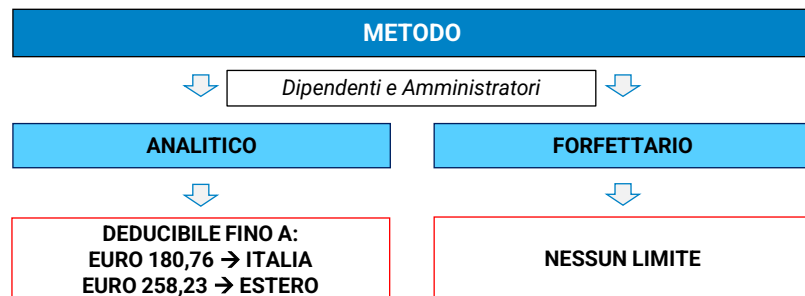 METODO
Dipendenti e Amministratori
ANALITICO
FORFETTARIO
DEDUCIBILE FINO A:
EURO 180,76 → ITALIA
EURO 258,23 → ESTERO
NESSUN LIMITE